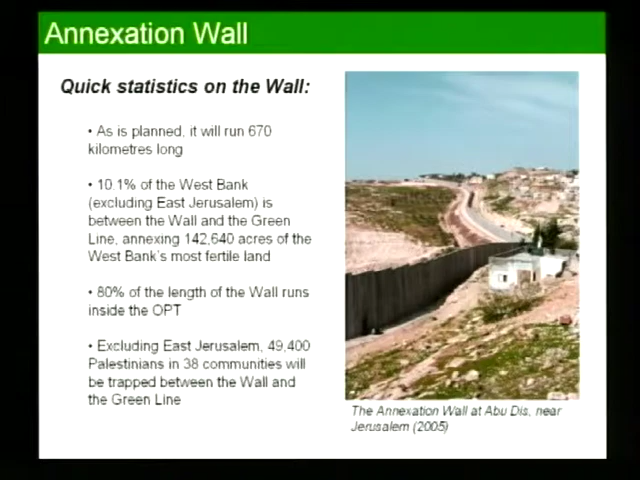 Annexation Wall
Quick statistics on the Wall:
• As is planned, it will run 670
kilometres long
• 10.1% of the West Bank
(excluding East Jerusalem) is
between the Wall and the Green
Line, annexing 142,640 acres of the
West Bank's most fertile land
• 80% of the length of the Wall runs
inside the OPT
• Excluding East Jerusalem, 49,400
Palestinians in 38 communities will
be trapped between the Wall and
the Green Line
The Annexation Wall at Abu Dis, near
Jerusalem (2005)